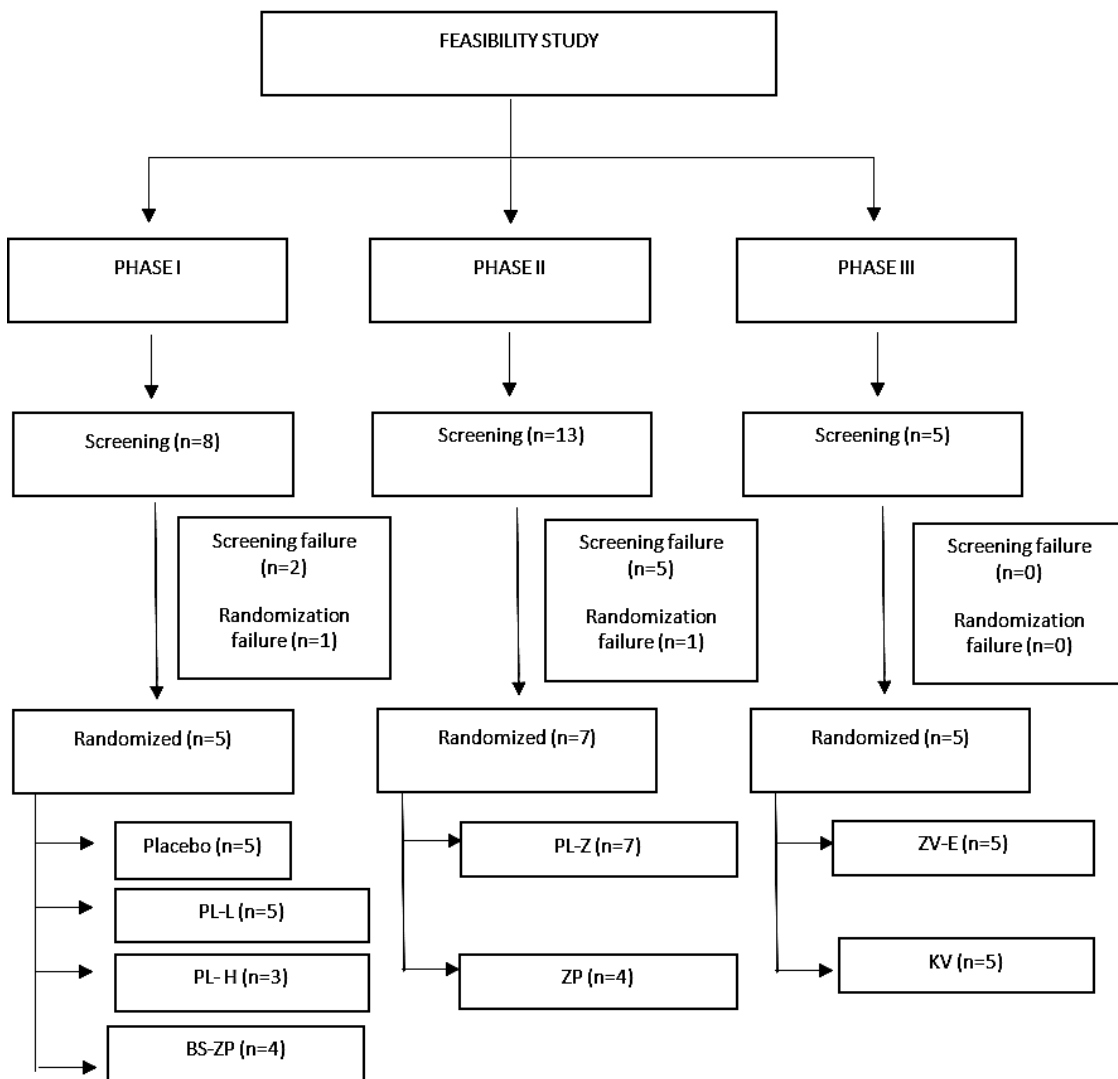 FEASIBILITY STUDY
PHASE I
PHASE II
PHASE III
Screening (n=8)
Screening (n=13)
Screening (n=5)
Screening failure
(n=2)
Randomization
failure (n=1)
Screening failure
(n=5)
Randomization
failure (n=1)
Screening failure
(n=0)
Randomization
failure (n=0)
Randomized (n=5)
Randomized (n=7)
Randomized (n=5)
Placebo (n=5)
PL-L (n=5)
PL- H (n=3)
BS-ZP (n=4)
PL-Z (n=7)
ZP (n=4)
ZV-E (n=5)
KV (n=5)